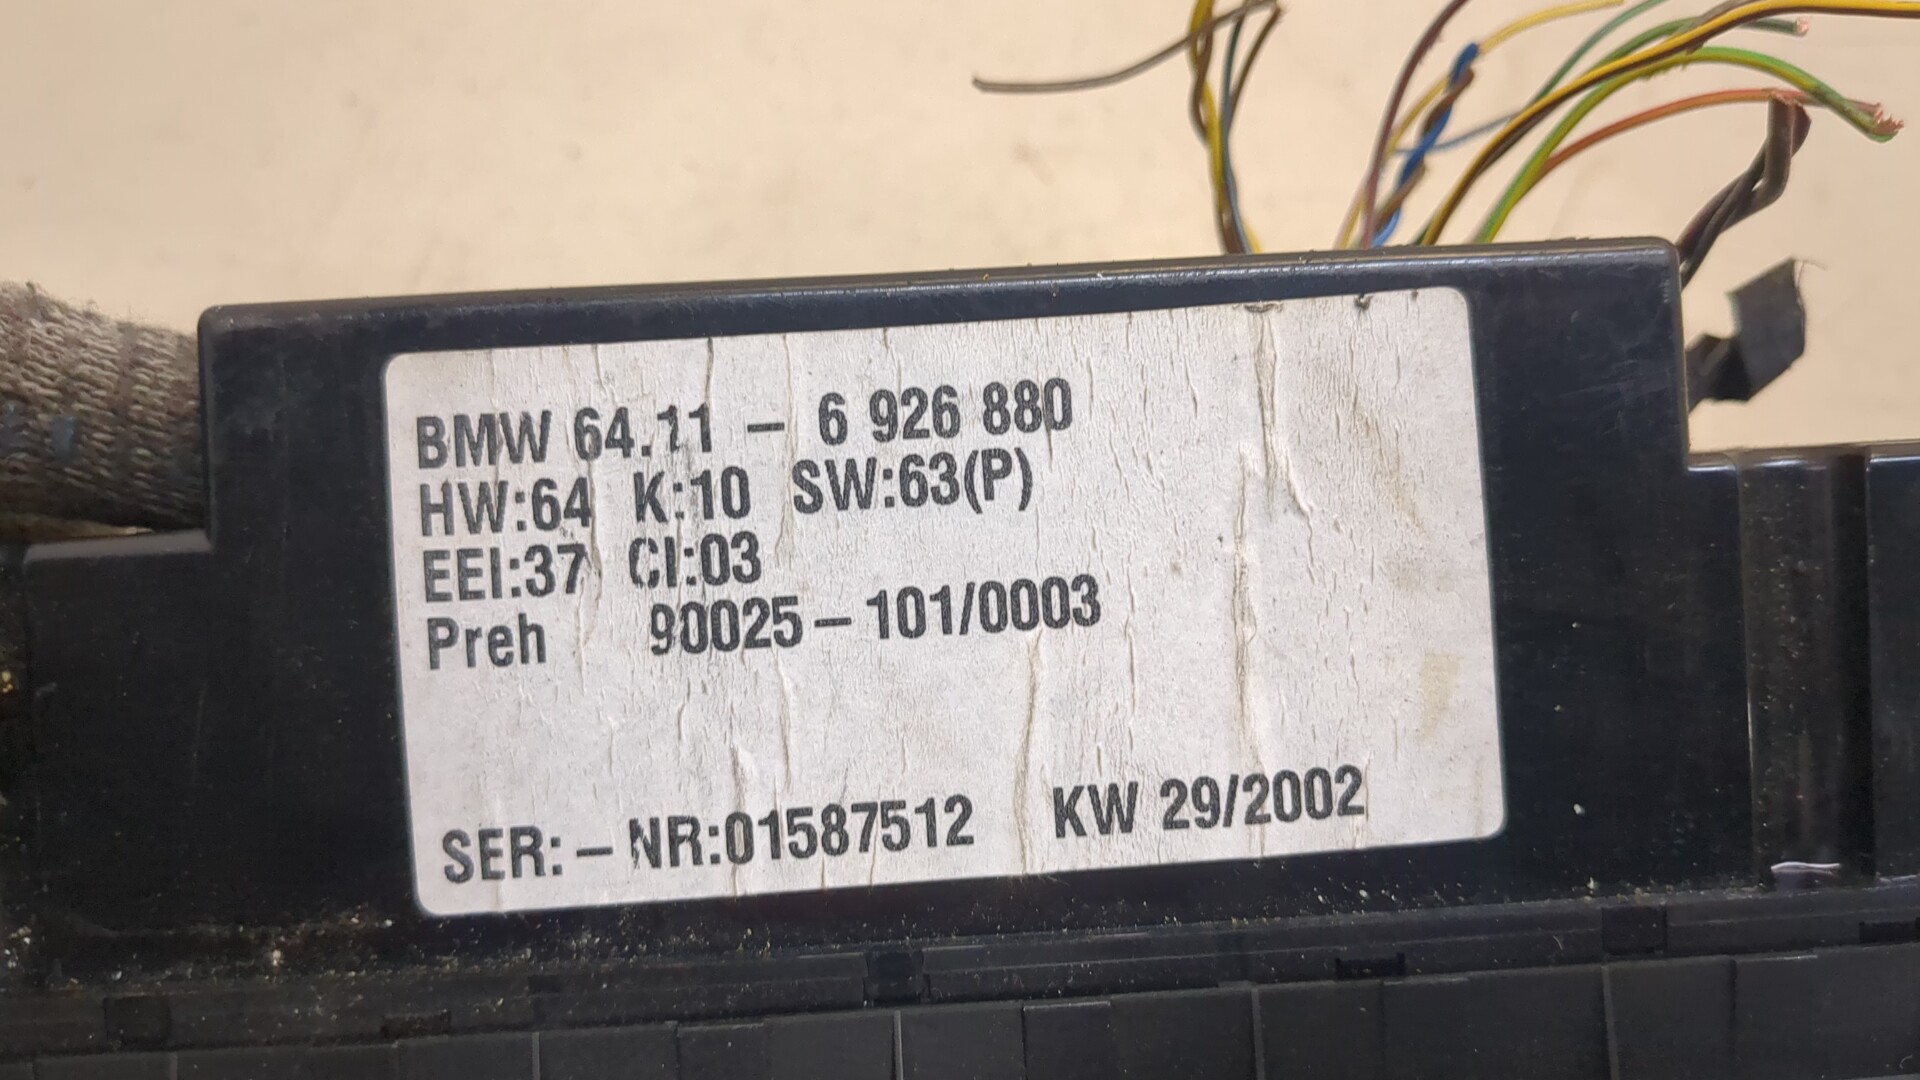 BMW 64.11 – 6 926 880
HW:64 K:10 SW:63(P)
EEI:37 CI:03
Preh 90025–101/0003
SER:–NR:01587512 KW 29/2002